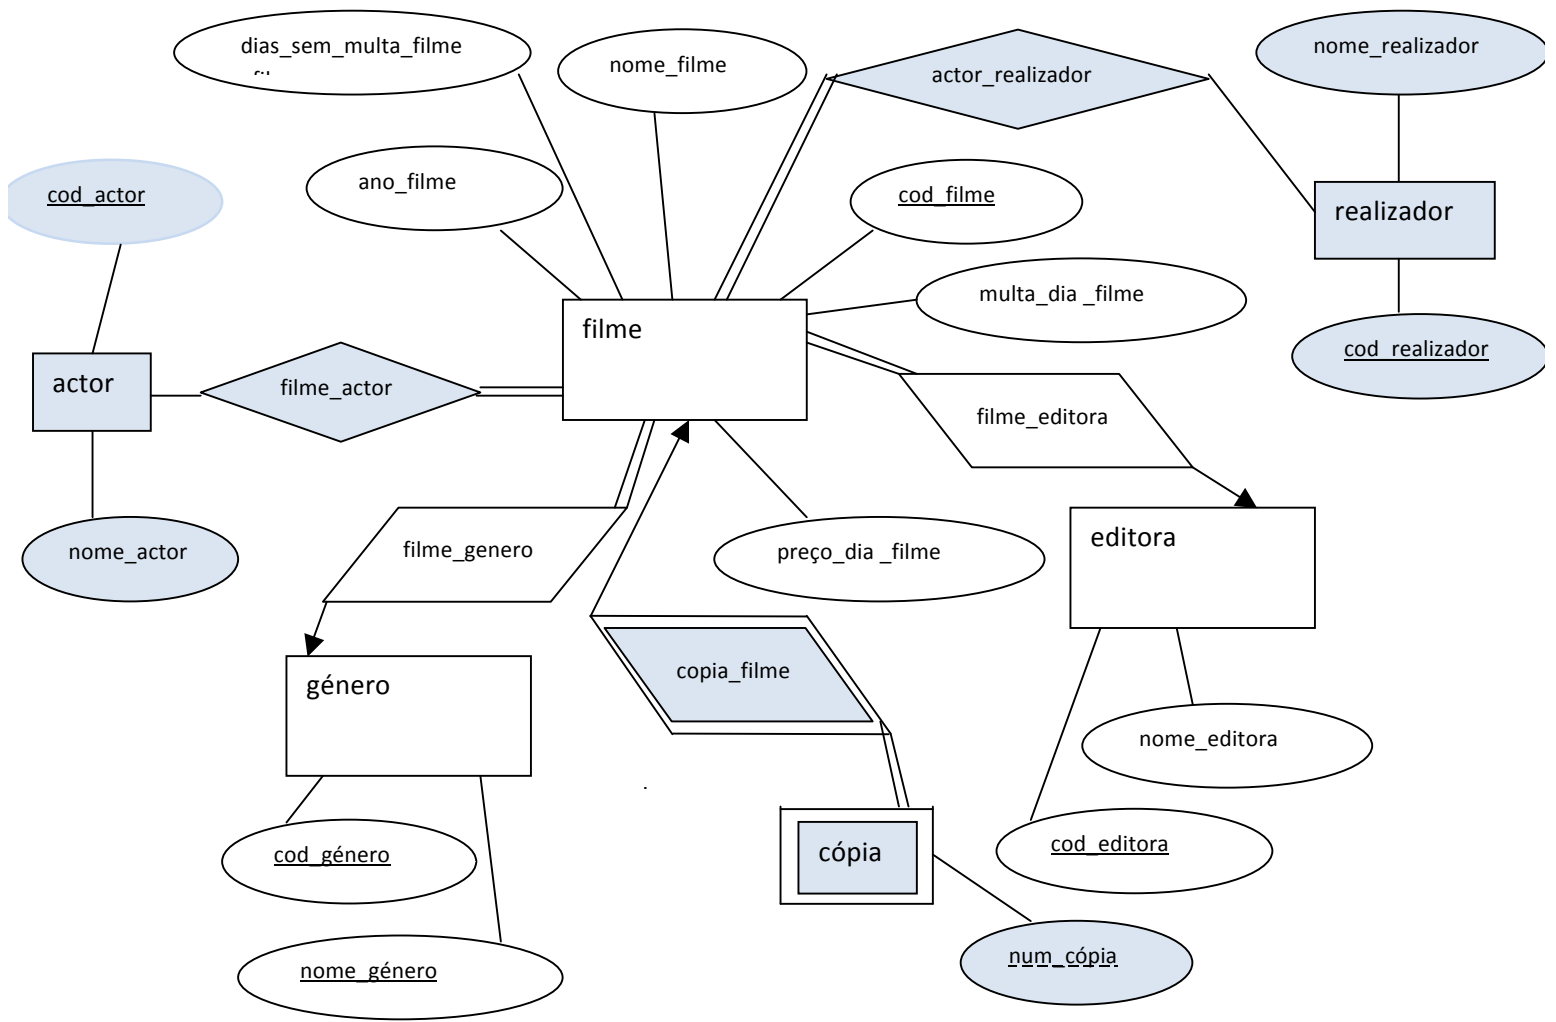 dias_sem_multa_filme
nome_filme
actor_realizador
nome_realizador
ano_filme
cod_filme
cod_actor
realizador
multa_dia _filme
filme
cod_realizador
actor
filme_actor
filme_editora
nome_actor
filme_genero
preço_dia _filme
editora
género
copia_filme
nome_editora
cod_género
cópia
cod_editora
nome_género
num_cópia